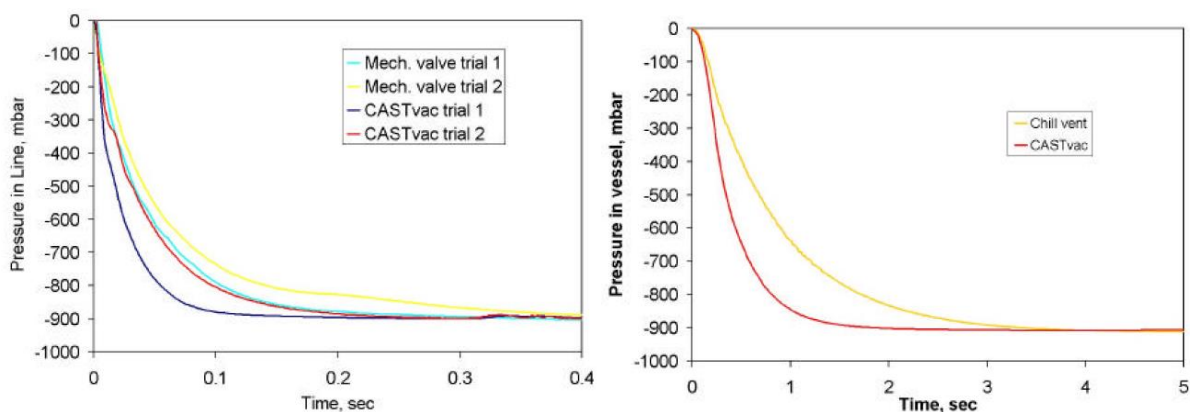 0
-100
-200
-300
-400
-500
-600
-700
-800
-900
-1000
Pressure in Line, mbar
Mech. valve trial 1
Mech. valve trial 2
CASTvac trial 1
CASTvac trial 2
0 0.1 0.2 0.3 0.4
Time, sec
0
-100
-200
-300
-400
-500
-600
-700
-800
-900
-1000
Pressure in vessel, mbar
Chill vent
CASTvac
0 1 2 3 4 5
Time, sec